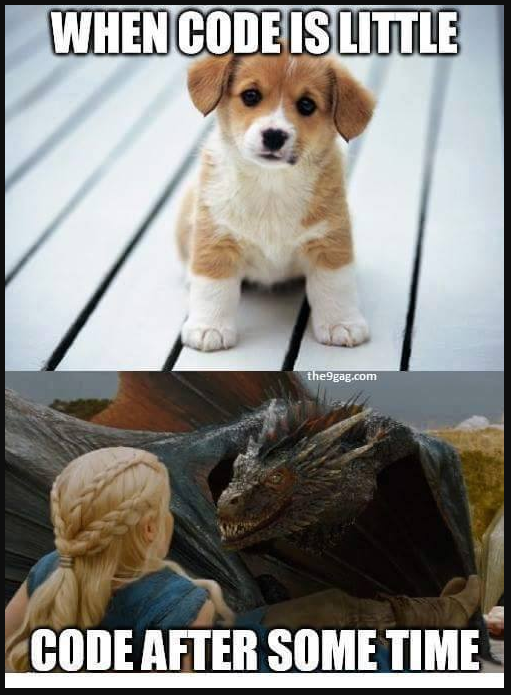 WHEN CODE IS LITTLE
the9gag.com
CODE AFTER SOME TIME